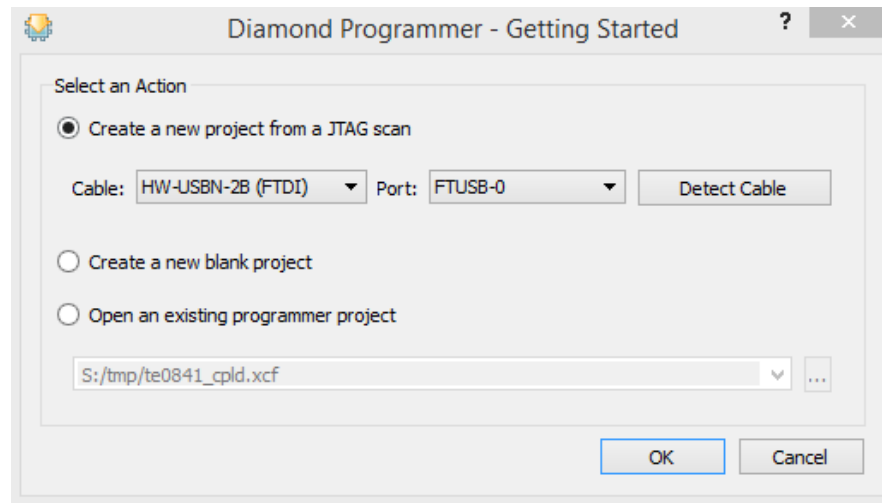 Diamond Programmer - Getting Started ?
Select an Action
Create a new project from a JTAG scan
Cable: HW-USBN-2B (FTDI) Port: FTUSB-0 Detect Cable
Create a new blank project
Open an existing programmer project
S:/tmp/te0841_cpld.xcf ...
OK Cancel